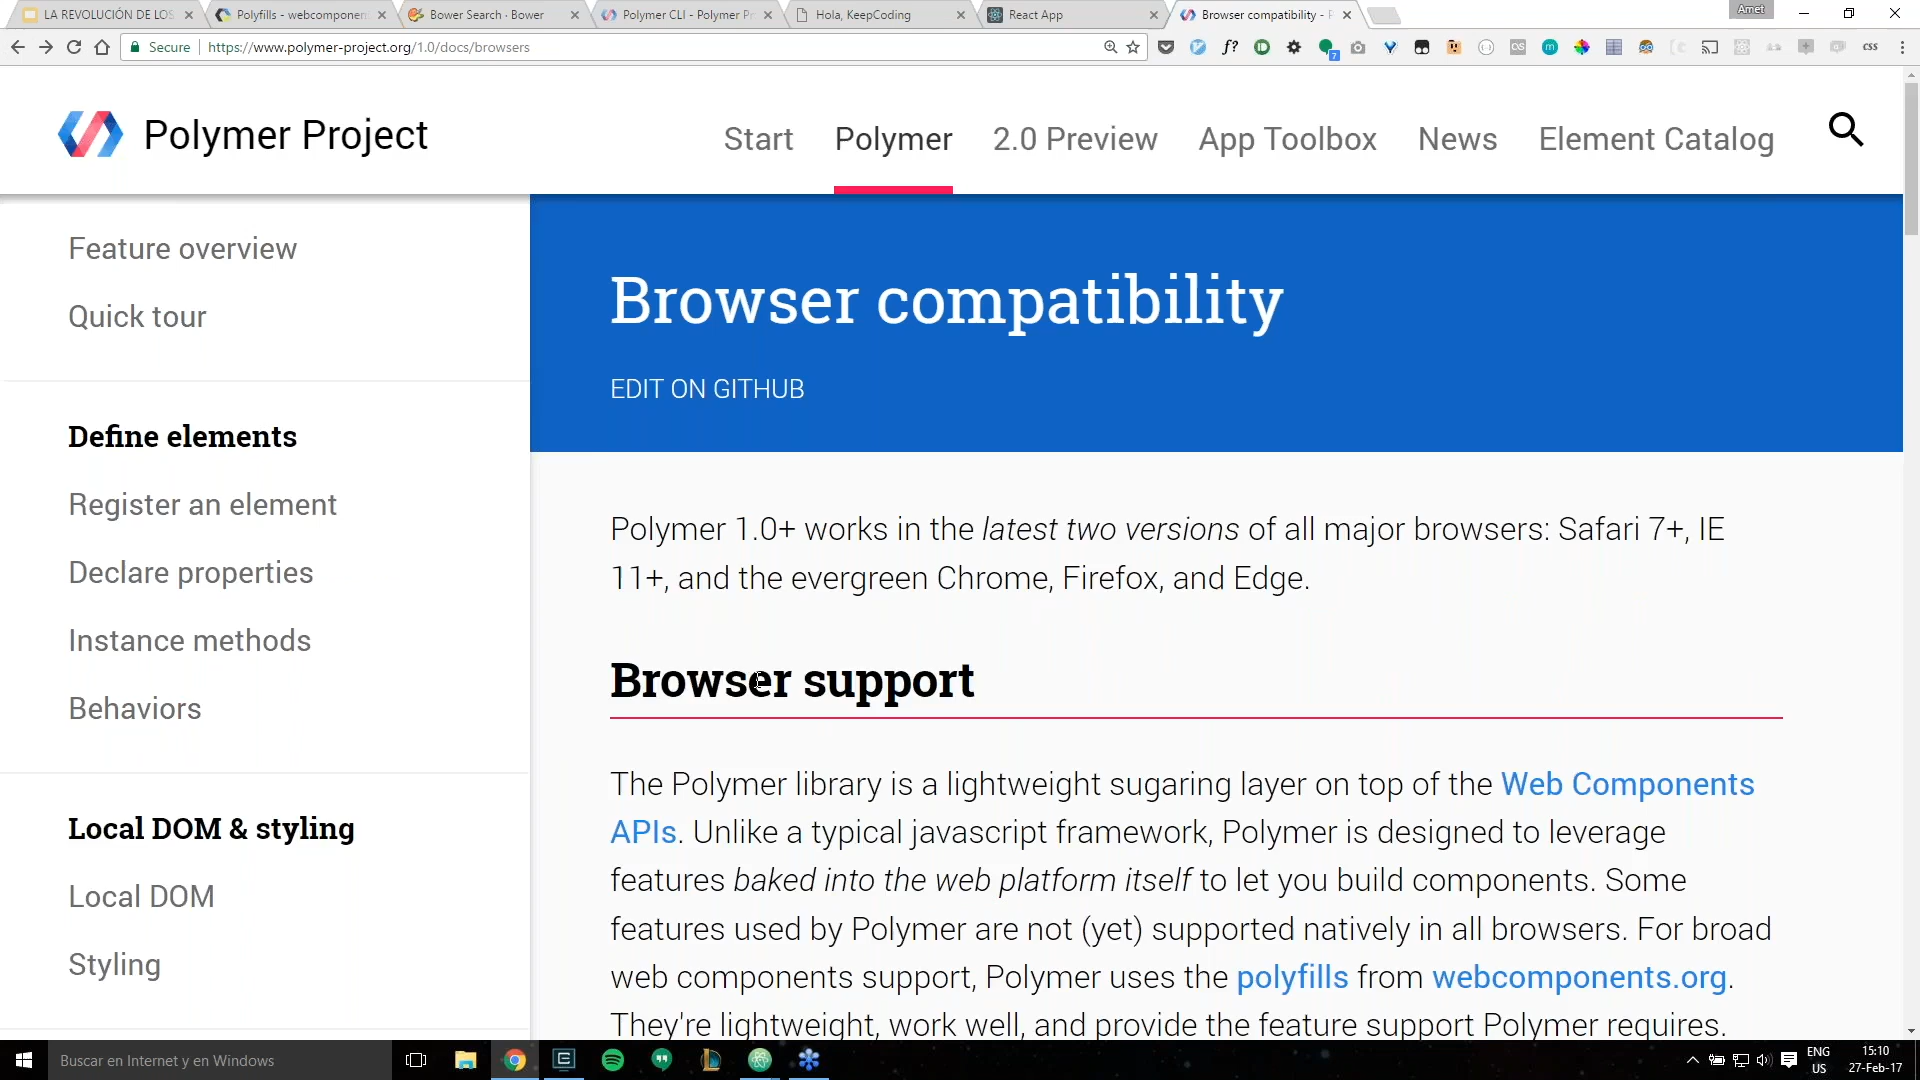 LA REVOLUCIÓN DE LOS
Polyfills - webcomponen
Bower Search · Bower
Polymer CLI - Polymer Pr
Hola, KeepCoding
React App
Browser compatibility - P
Amet
Secure
https://www.polymer-project.org/1.0/docs/browsers
f?
7
css
Polymer Project
Start
Polymer
2.0 Preview
App Toolbox
News
Element Catalog
Feature overview
Quick tour
Define elements
Register an element
Declare properties
Instance methods
Behaviors
Local DOM & styling
Local DOM
Styling
Browser compatibility
EDIT ON GITHUB
Polymer 1.0+ works in the latest two versions of all major browsers: Safari 7+, IE
11+, and the evergreen Chrome, Firefox, and Edge.
Browser support
The Polymer library is a lightweight sugaring layer on top of the Web Components
APIs. Unlike a typical javascript framework, Polymer is designed to leverage
features baked into the web platform itself to let you build components. Some
features used by Polymer are not (yet) supported natively in all browsers. For broad
web components support, Polymer uses the polyfills from webcomponents.org.
They're lightweight, work well, and provide the feature support Polymer requires.
Buscar en Internet y en Windows
ENG
US
15:10
27-Feb-17